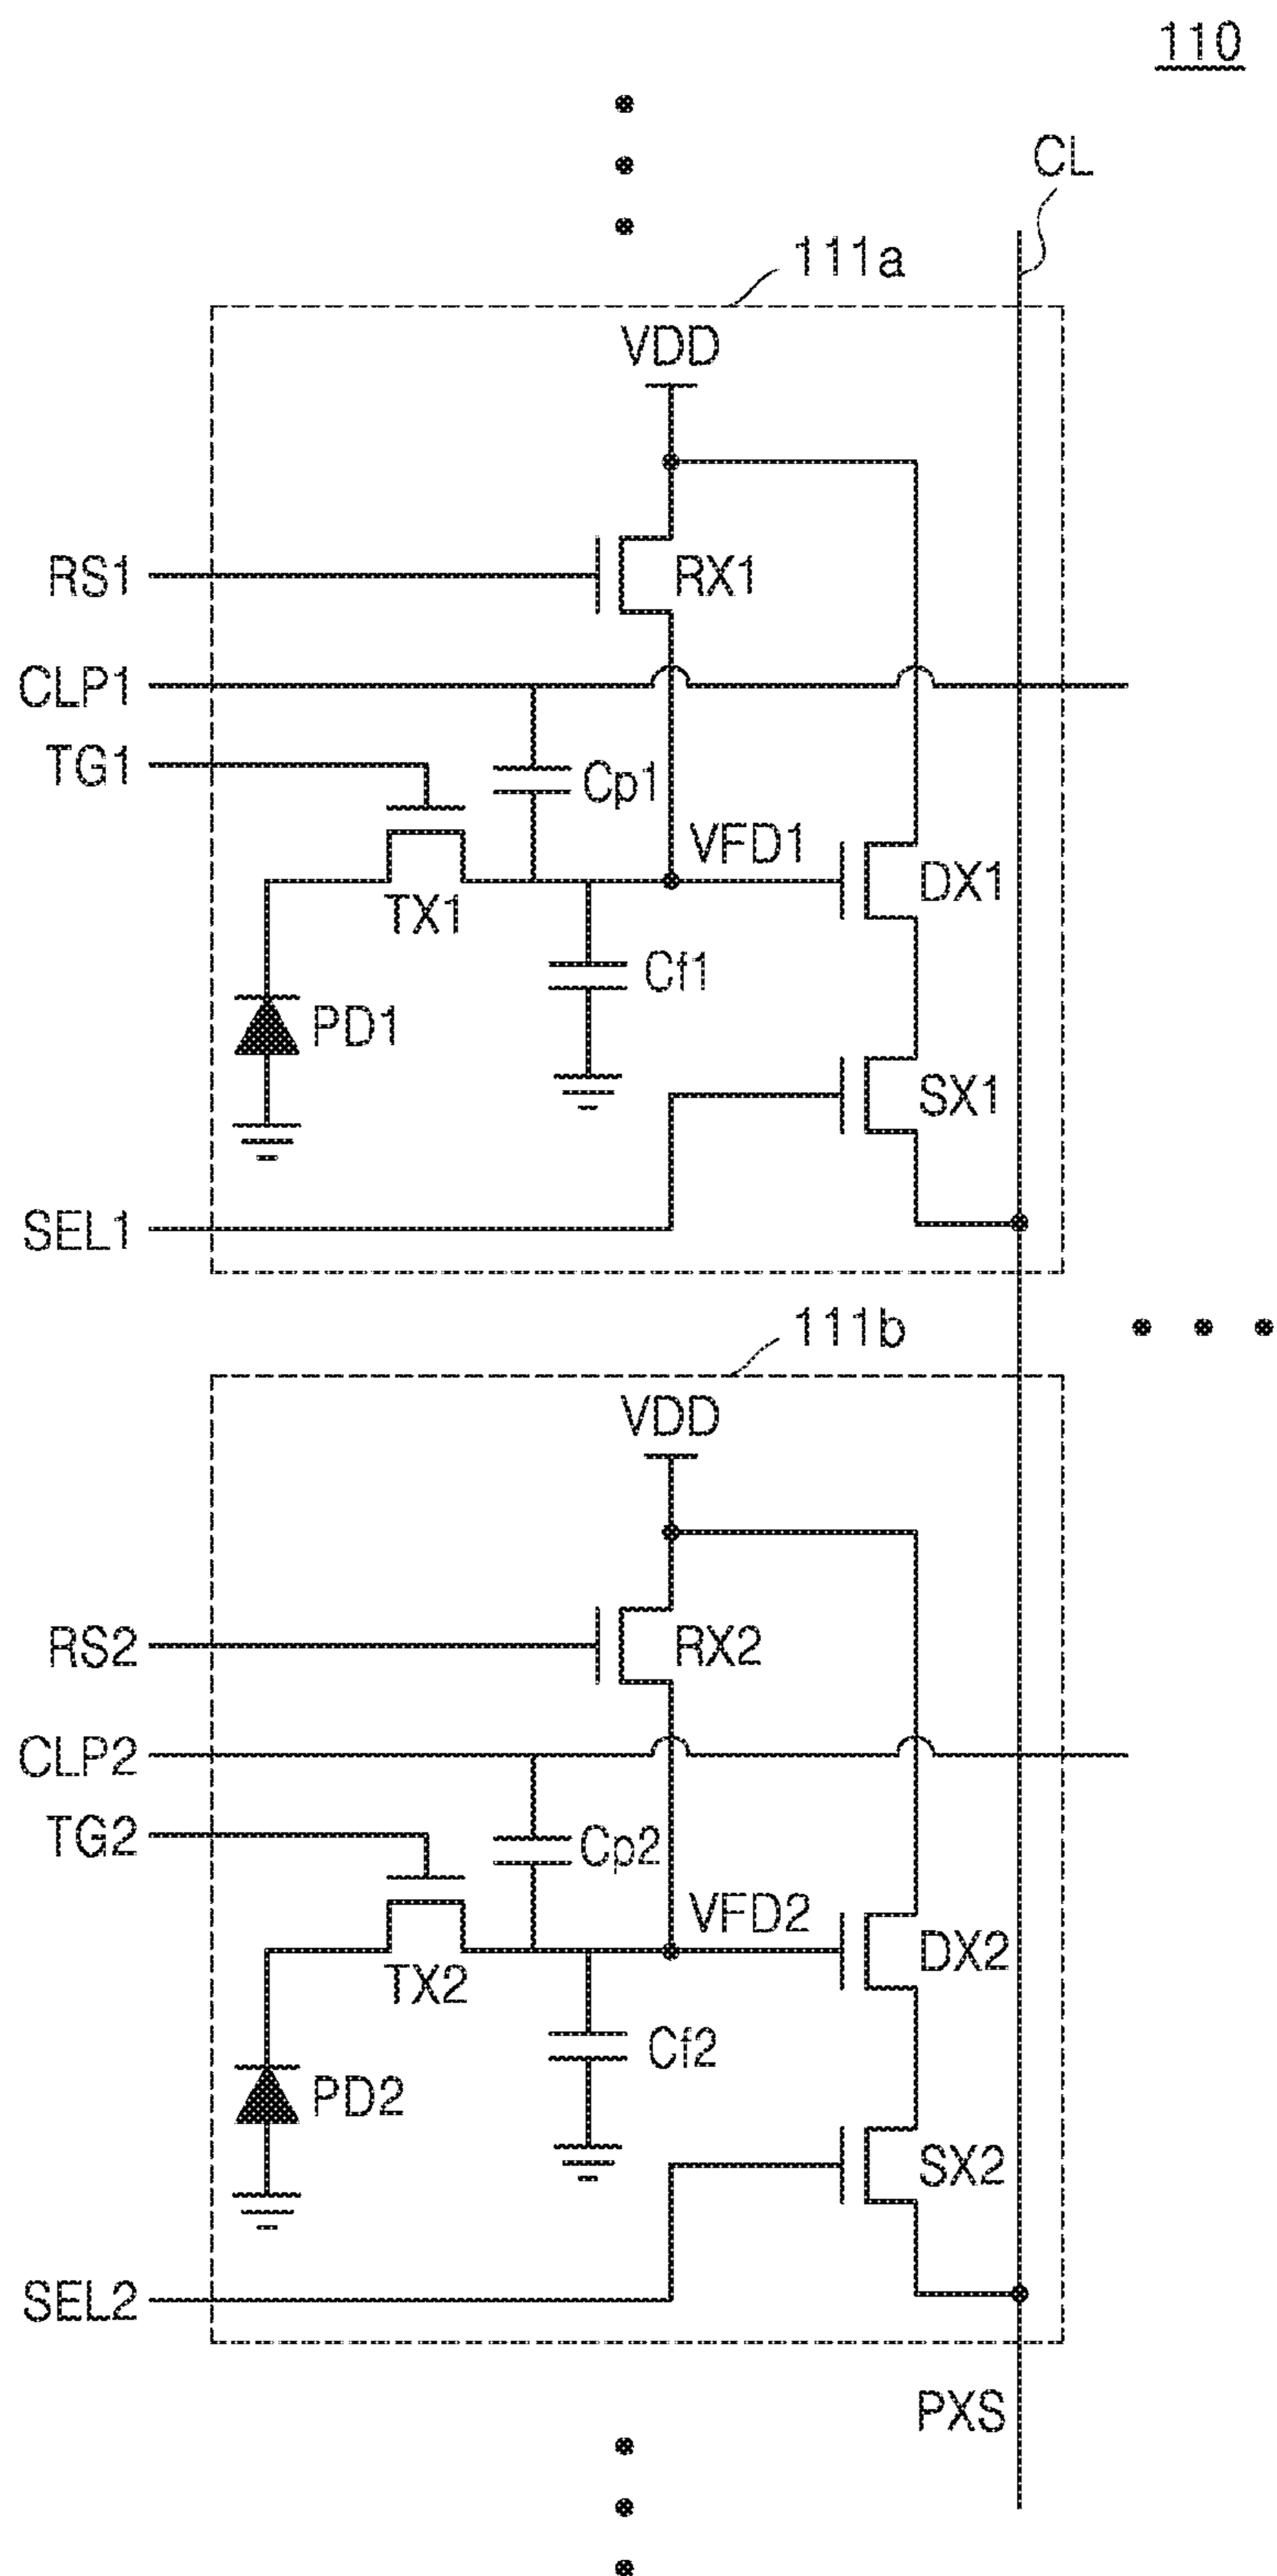 110
CL
111a
VDD
RS1
RX1
CLP1
TG1
Cp1
VFD1
DX1
TX1
Cf1
PD1
SX1
SEL1
111b
VDD
RS2
RX2
CLP2
TG2
Cp2
VFD2
DX2
TX2
Cf2
PD2
SX2
SEL2
PXS